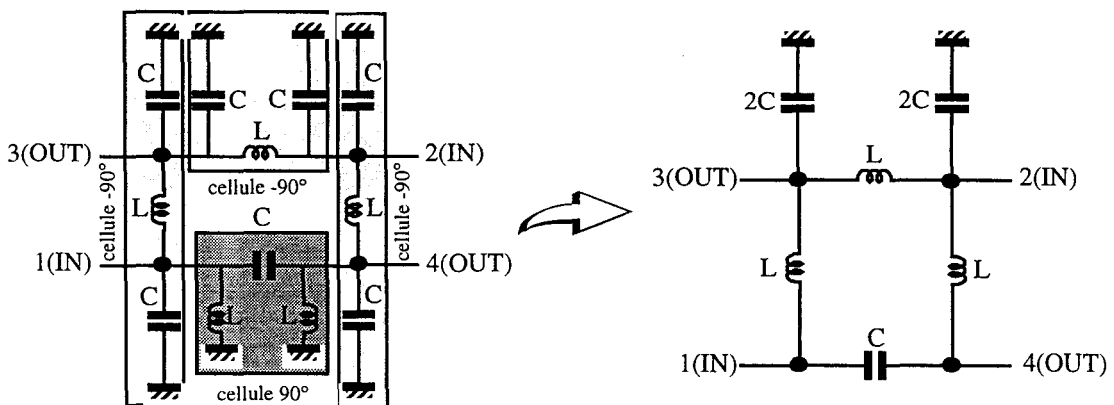 C
C
C
C
2C
2C
L
3(OUT)
2(IN)
L
3(OUT)
2(IN)
cellule -90°
cellule -90°
cellule -90°
L
C
L
L
L
1(IN)
4(OUT)
C
L
L
C
C
1(IN)
4(OUT)
cellule 90°